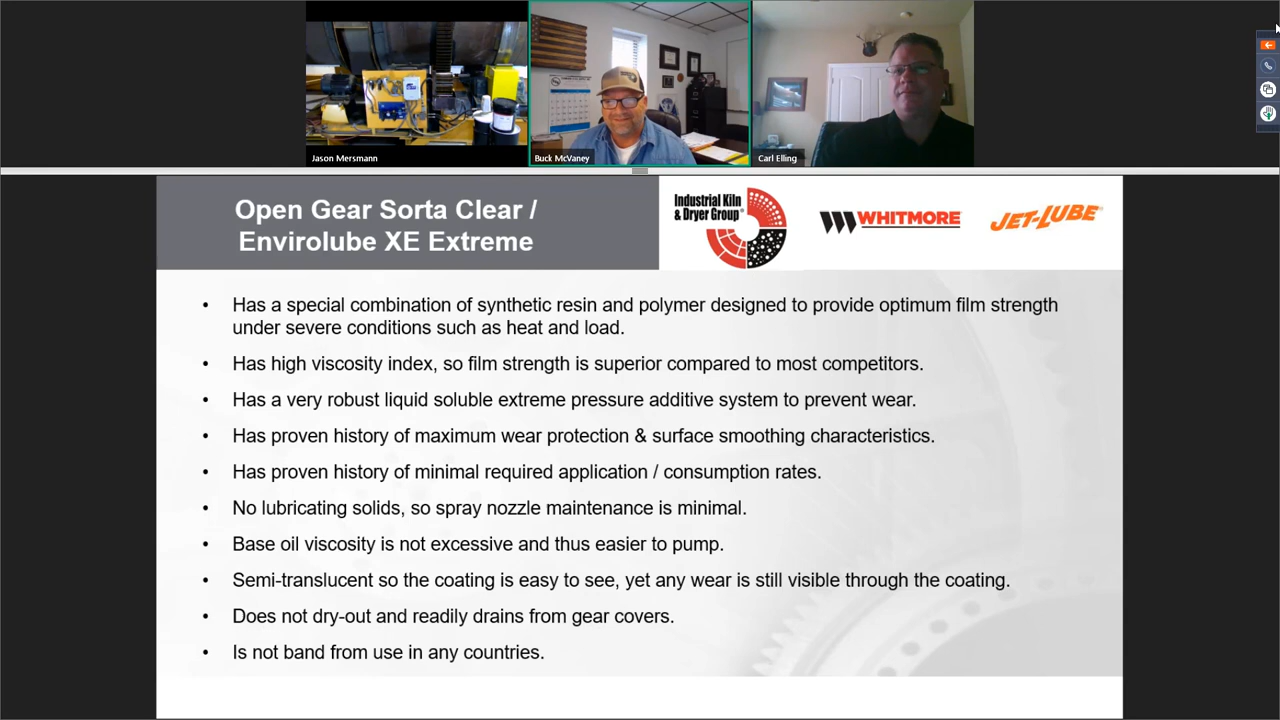 Jason Mersmann
Buck McVaney
Carl Elling
Open Gear Sorta Clear /
Envirolube XE Extreme
Industrial Kiln
& Dryer Group
WHITMORE
JET-LUBE
• Has a special combination of synthetic resin and polymer designed to provide optimum film strength
under severe conditions such as heat and load.
• Has high viscosity index, so film strength is superior compared to most competitors.
• Has a very robust liquid soluble extreme pressure additive system to prevent wear.
• Has proven history of maximum wear protection & surface smoothing characteristics.
• Has proven history of minimal required application / consumption rates.
• No lubricating solids, so spray nozzle maintenance is minimal.
• Base oil viscosity is not excessive and thus easier to pump.
• Semi-translucent so the coating is easy to see, yet any wear is still visible through the coating.
• Does not dry-out and readily drains from gear covers.
• Is not band from use in any countries.